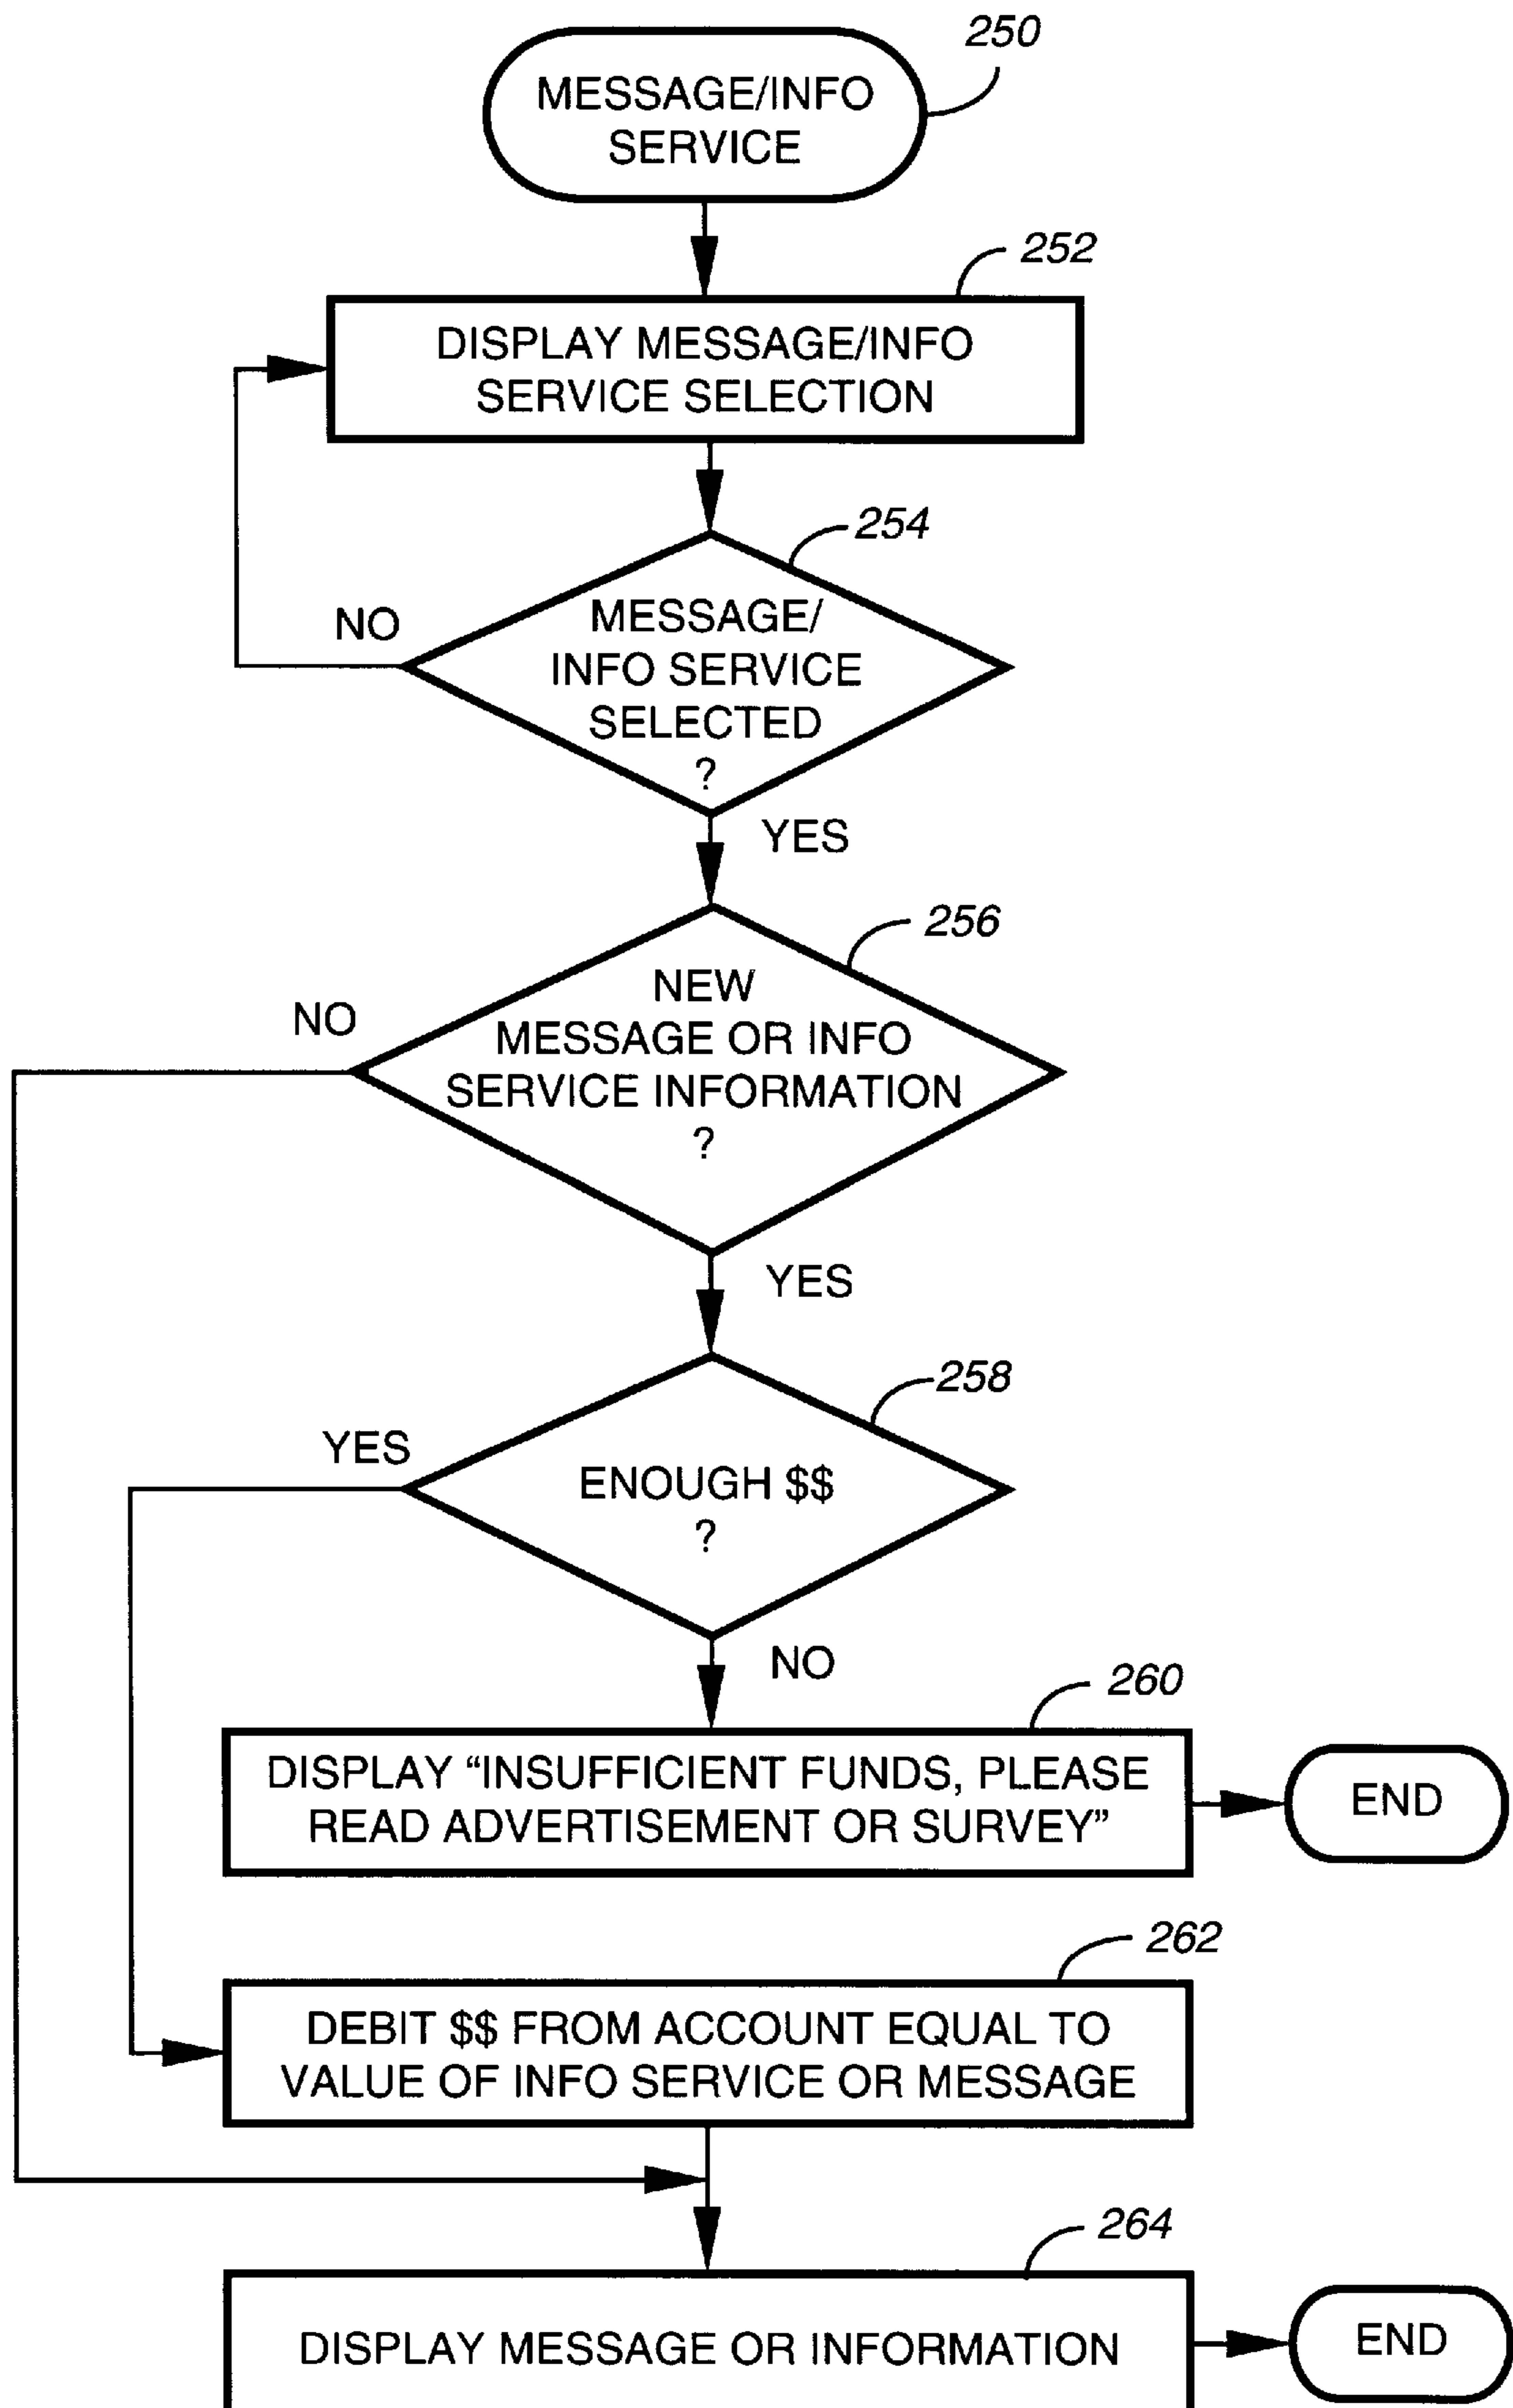 250
MESSAGE/INFO
SERVICE
252
DISPLAY MESSAGE/INFO
SERVICE SELECTION
254
NO
MESSAGE/
INFO SERVICE
SELECTED
?
YES
256
NO
NEW
MESSAGE OR INFO
SERVICE INFORMATION
?
YES
258
YES
ENOUGH $$
?
NO
260
DISPLAY “INSUFFICIENT FUNDS, PLEASE
READ ADVERTISEMENT OR SURVEY”
END
262
DEBIT $$ FROM ACCOUNT EQUAL TO
VALUE OF INFO SERVICE OR MESSAGE
264
DISPLAY MESSAGE OR INFORMATION
END